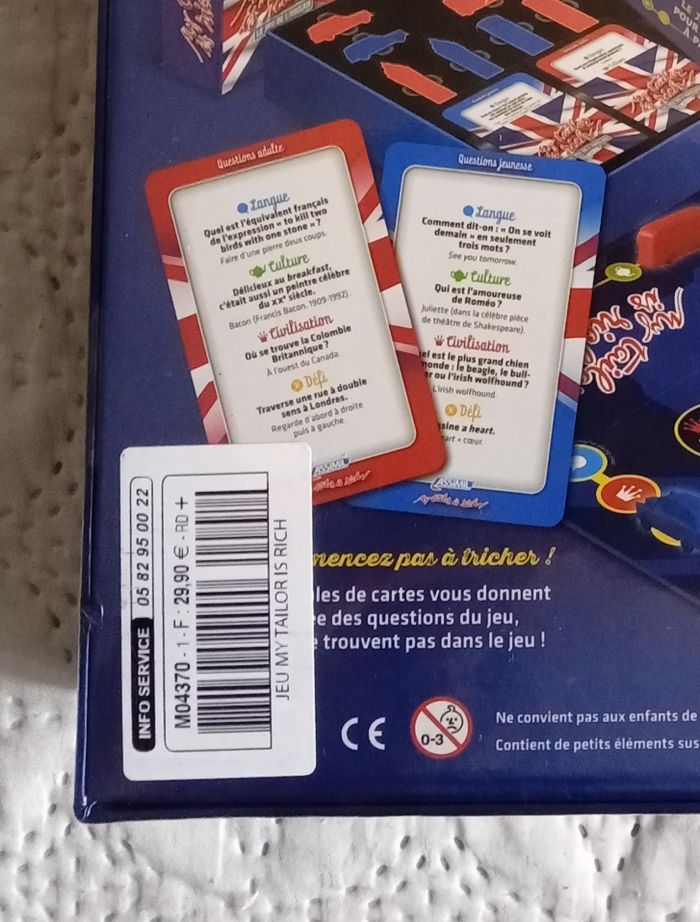 Questions adulte
Langue
Quel est l'équivalent français
de l'expression « to kill two
birds with one stone » ?
Faire d'une pierre deux coups.
Culture
Délicieux au breakfast,
c'était aussi un peintre célèbre
du XXe siècle.
Bacon (Francis Bacon, 1909-1992)
Civilisation
Où se trouve la Colombie
Britannique ?
À l'ouest du Canada.
Défi
Traverse une rue à double
sens à Londres.
Regarde d'abord à droite
puis à gauche.
ASSIMIL
Questions jeunesse
Langue
Comment dit-on : « On se voit
demain » en seulement
trois mots ?
See you tomorrow.
Culture
Qui est l'amoureuse
de Roméo ?
Juliette (dans la célèbre pièce
de théâtre de Shakespeare).
Civilisation
est le plus grand chien
monde : le beagle, le bull-
ou l'irish wolfhound ?
L'irish wolfhound.
Défi
a heart.
= cœur.
ASSIMIL
my tailor is rich
pas à tricher !
de cartes vous donnent
des questions du jeu,
trouvent pas dans le jeu !
INFO SERVICE 05 82 95 00 22
M04370 - 1 - F : 29,90 € - RD +
JEU MY TAILOR IS RICH
CE
0-3
Ne convient pas aux enfants de
Contient de petits éléments sus